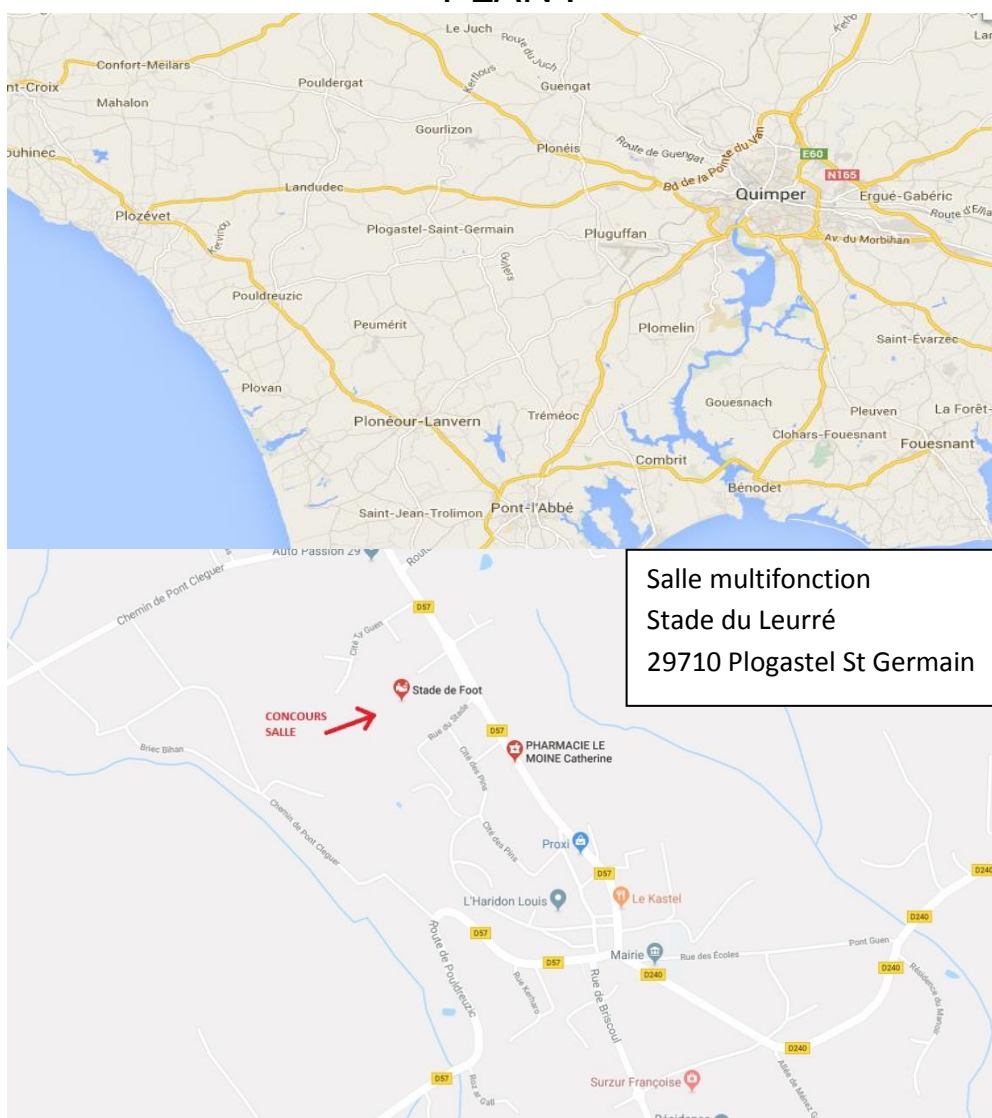 Le Juch
Route du Juch
Kerflous
Confort-Meilars
Pouldergat
Guengat
Mahalon
Gourlizon
Plonéis
Route de Guengat
Bd de la Pointe du Van
E60
N165
Quimper
Ergué-Gabéric
Landudec
Plozévet
Plogastel-Saint-Germain
Pluguffan
Av. du Morbihan
Pouldreuzic
Peumérit
Plomelin
Saint-Évarzec
Plovan
Gouesnach
Plonéour-Lanvern
Tréméoc
Pleuven
La Forêt-
Clohars-Fouesnant
Fouesnant
Combrit
Bénodet
Saint-Jean-Trolimon
Pont-l'Abbé
Auto Passion 29
Chemin de Pont Cleguer
D57
Cité Ty Guen
Stade de Foot
CONCOURS
SALLE
Rue du Stade
D57
PHARMACIE LE
MOINE Catherine
Briec Bihan
Cité des Pins
Chemin de Pont Cleguer
Cité des Pins
Proxi
D57
L'Haridon Louis
Le Kastel
D240
D240
D57
Route de Pouldreuzic
Mairie
Rue des Écoles
Pont Guen
D57
D240
D240
Résidence du Manoir
Rue Kerharo
Rue de Briscoul
D240
D57
Roz ar G'all
Surzur Françoise
Allée de Ménez
Salle multifonction
Stade du Leurré
29710 Plogastel St Germain